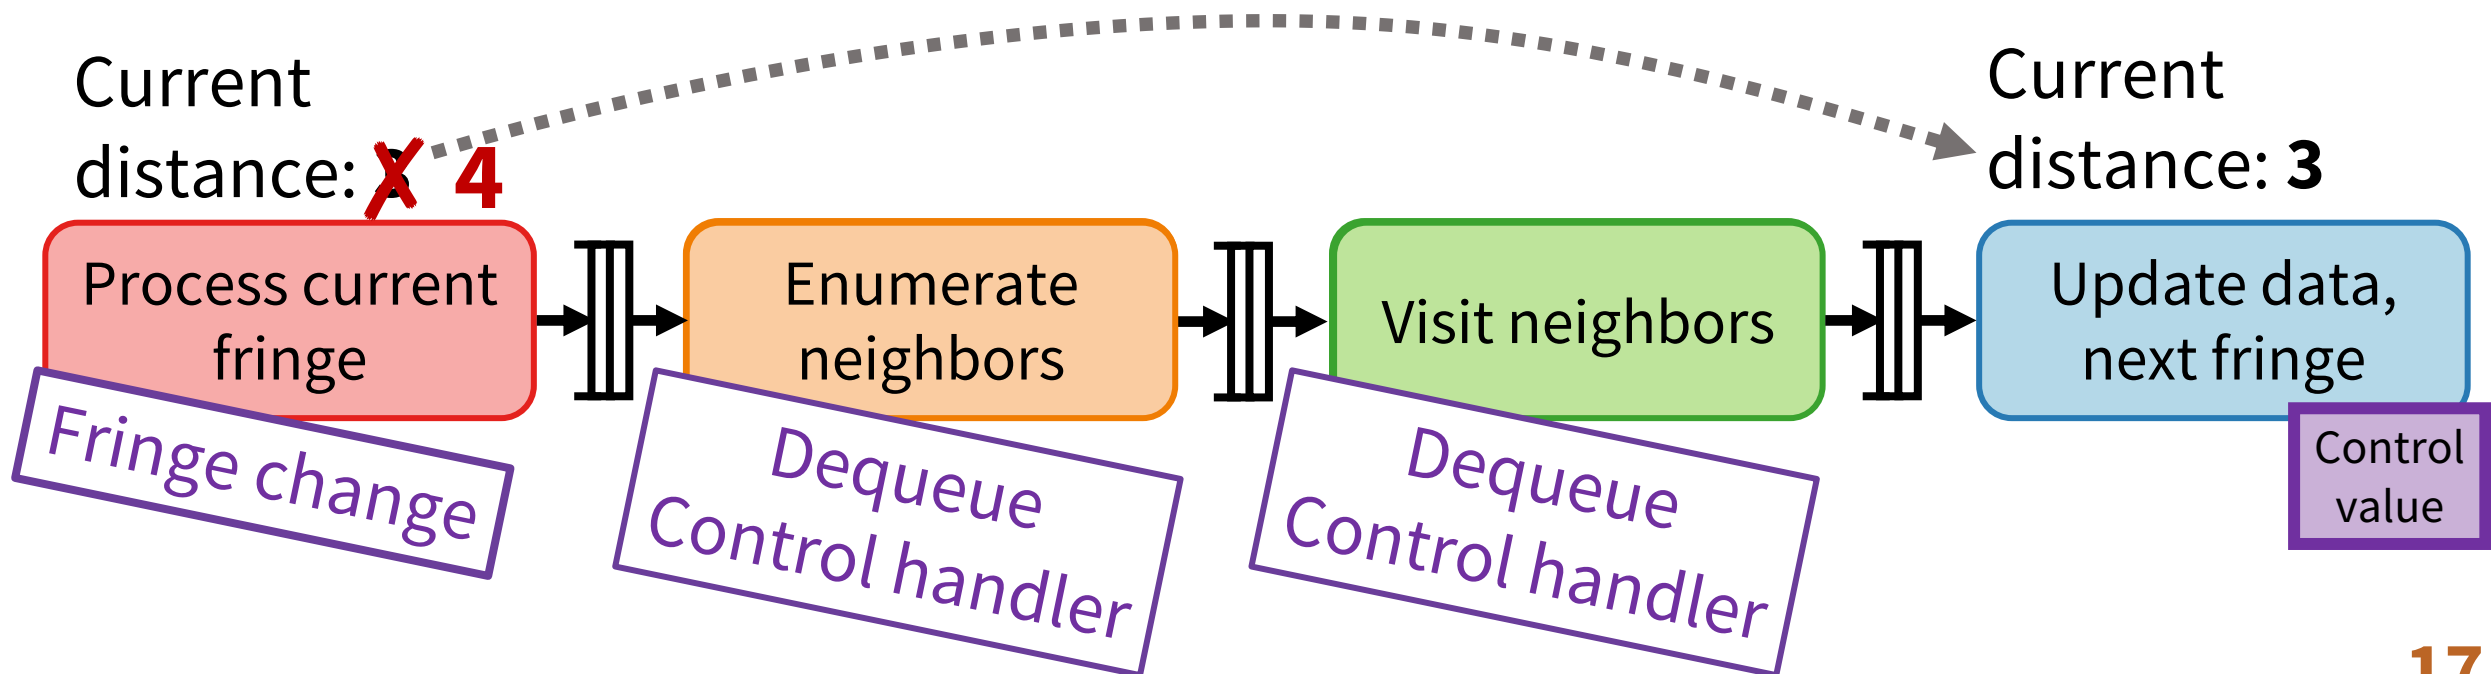 Current
distance: 4
Current
distance: 3
Process current
fringe
Enumerate
neighbors
Visit neighbors
Update data,
next fringe
Fringe change
Dequeue
Control handler
Dequeue
Control handler
Control
value
17